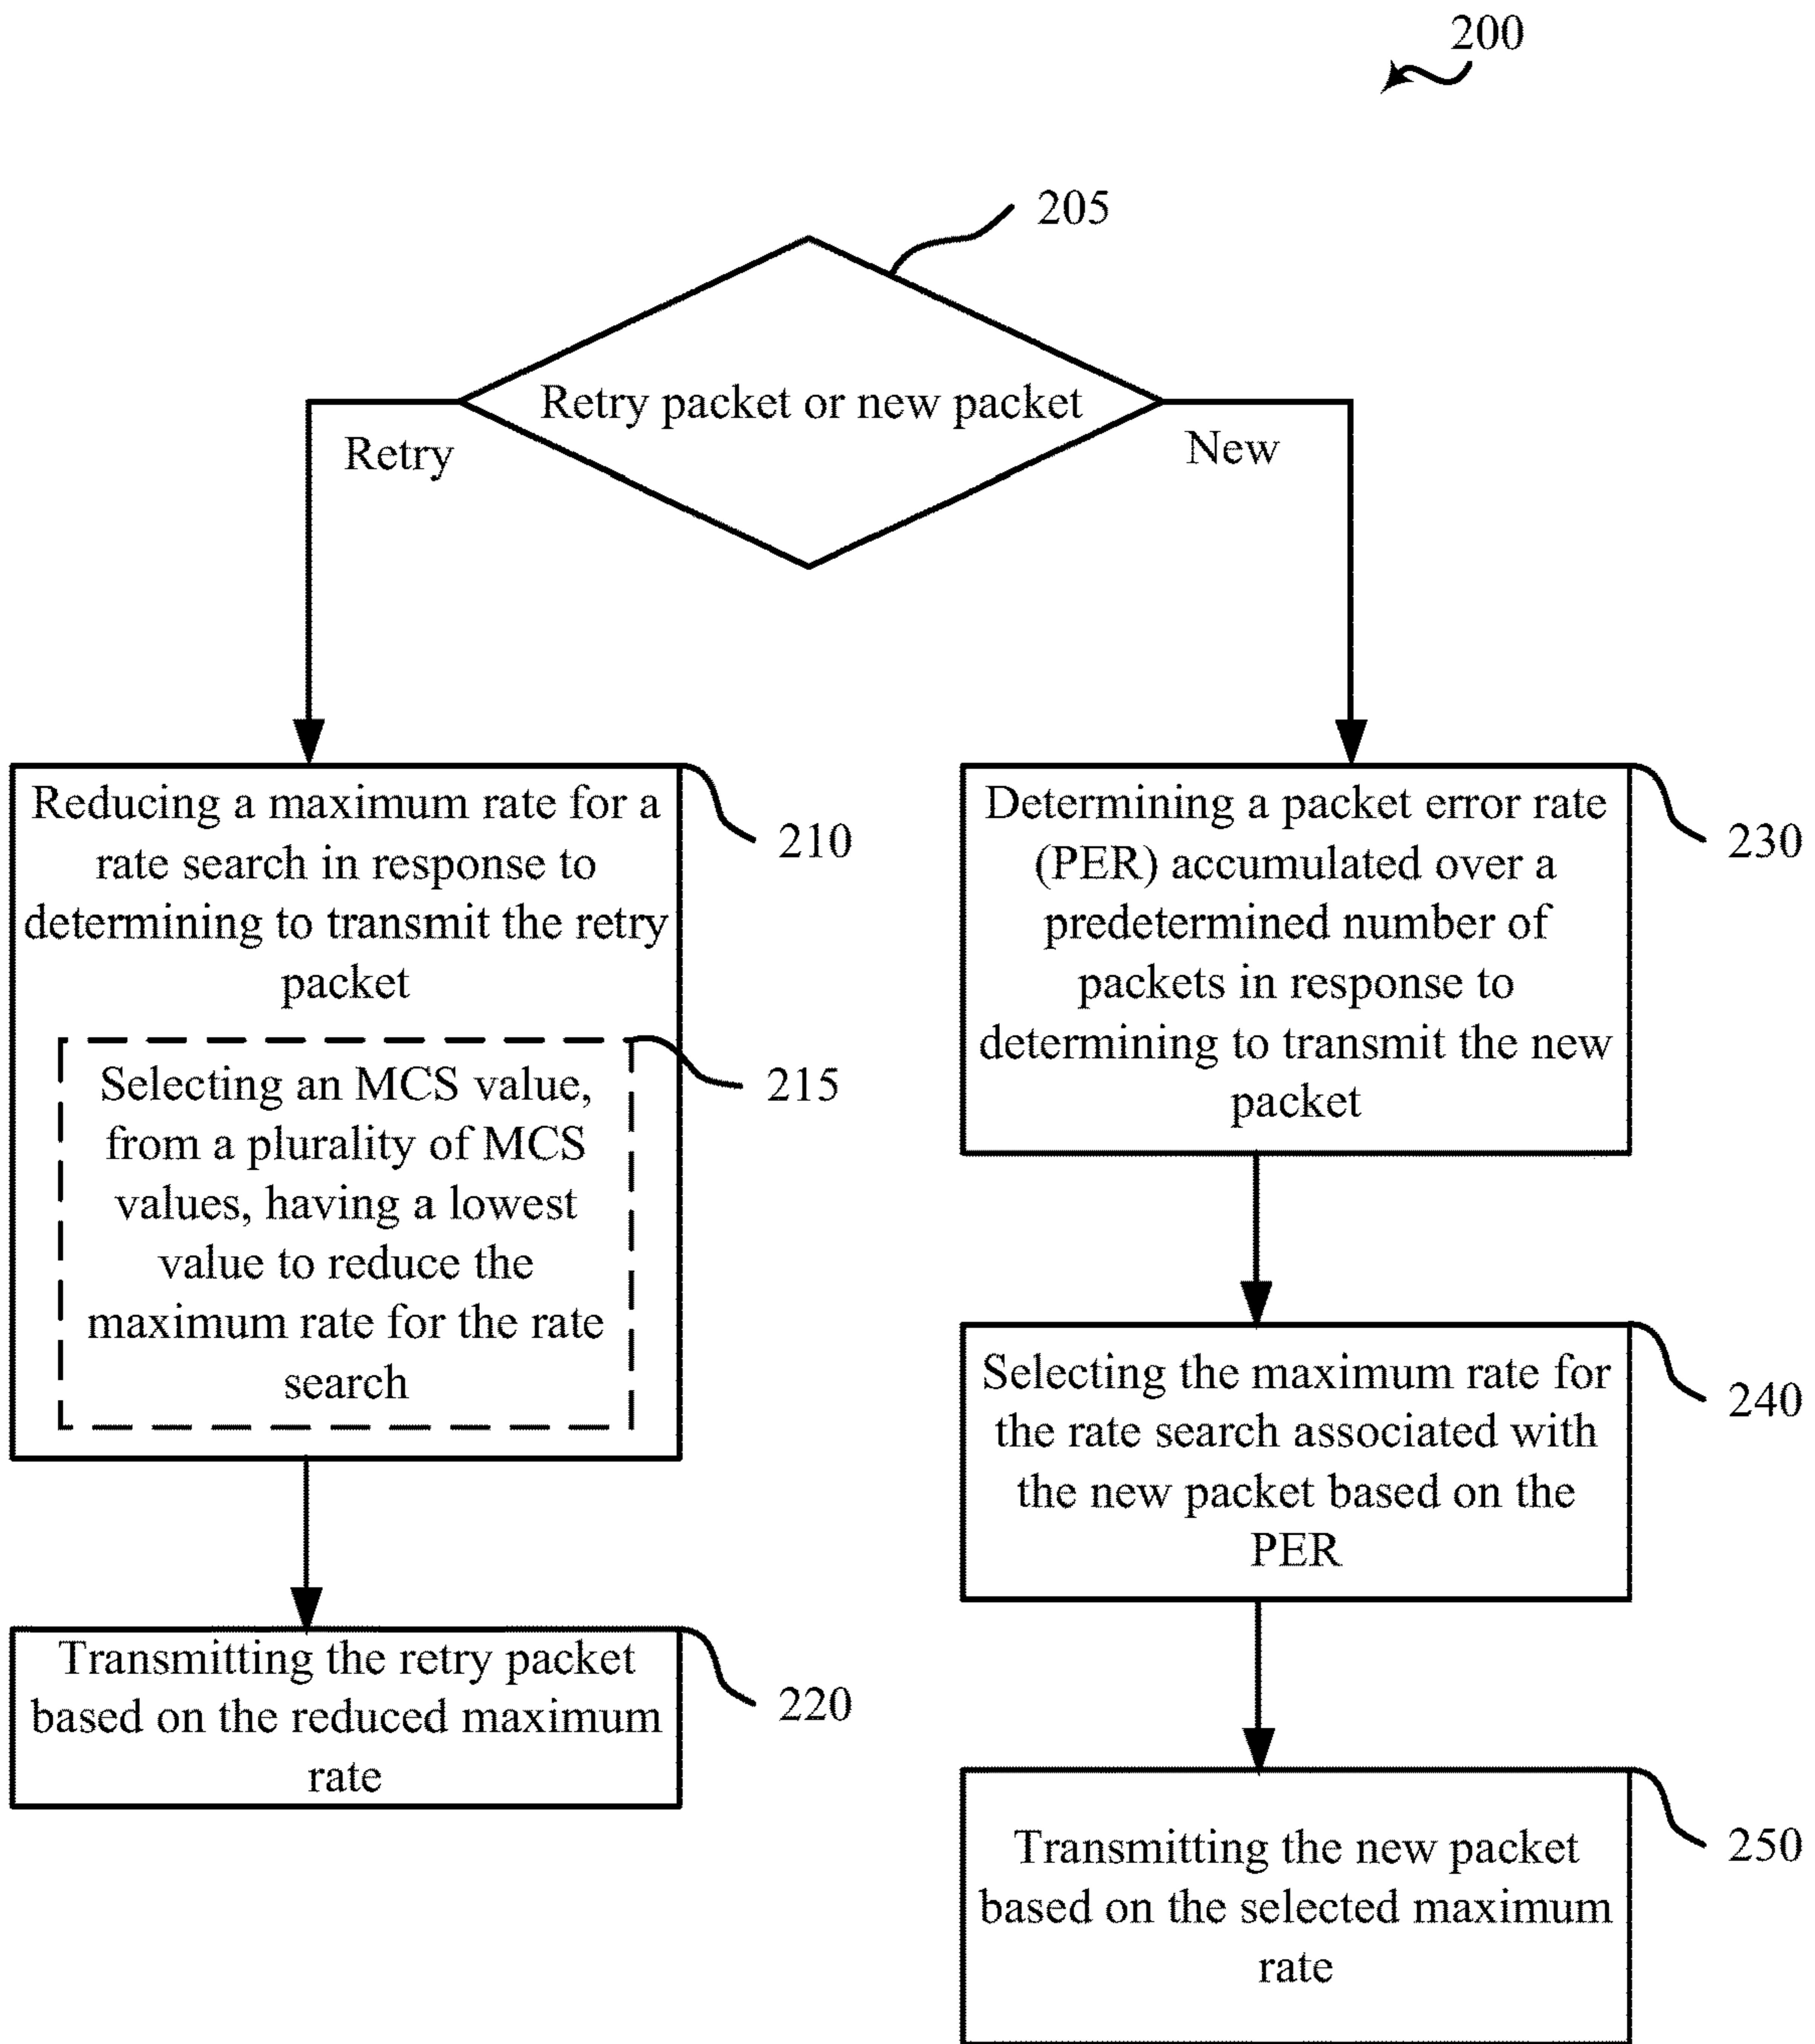 200
205
Retry packet or new packet
Retry
New
Reducing a maximum rate for a
rate search in response to
determining to transmit the retry
packet
210
Selecting an MCS value,
from a plurality of MCS
values, having a lowest
value to reduce the
maximum rate for the rate
search
215
Transmitting the retry packet
based on the reduced maximum
rate
220
Determining a packet error rate
(PER) accumulated over a
predetermined number of
packets in response to
determining to transmit the new
packet
230
Selecting the maximum rate for
the rate search associated with
the new packet based on the
PER
240
Transmitting the new packet
based on the selected maximum
rate
250